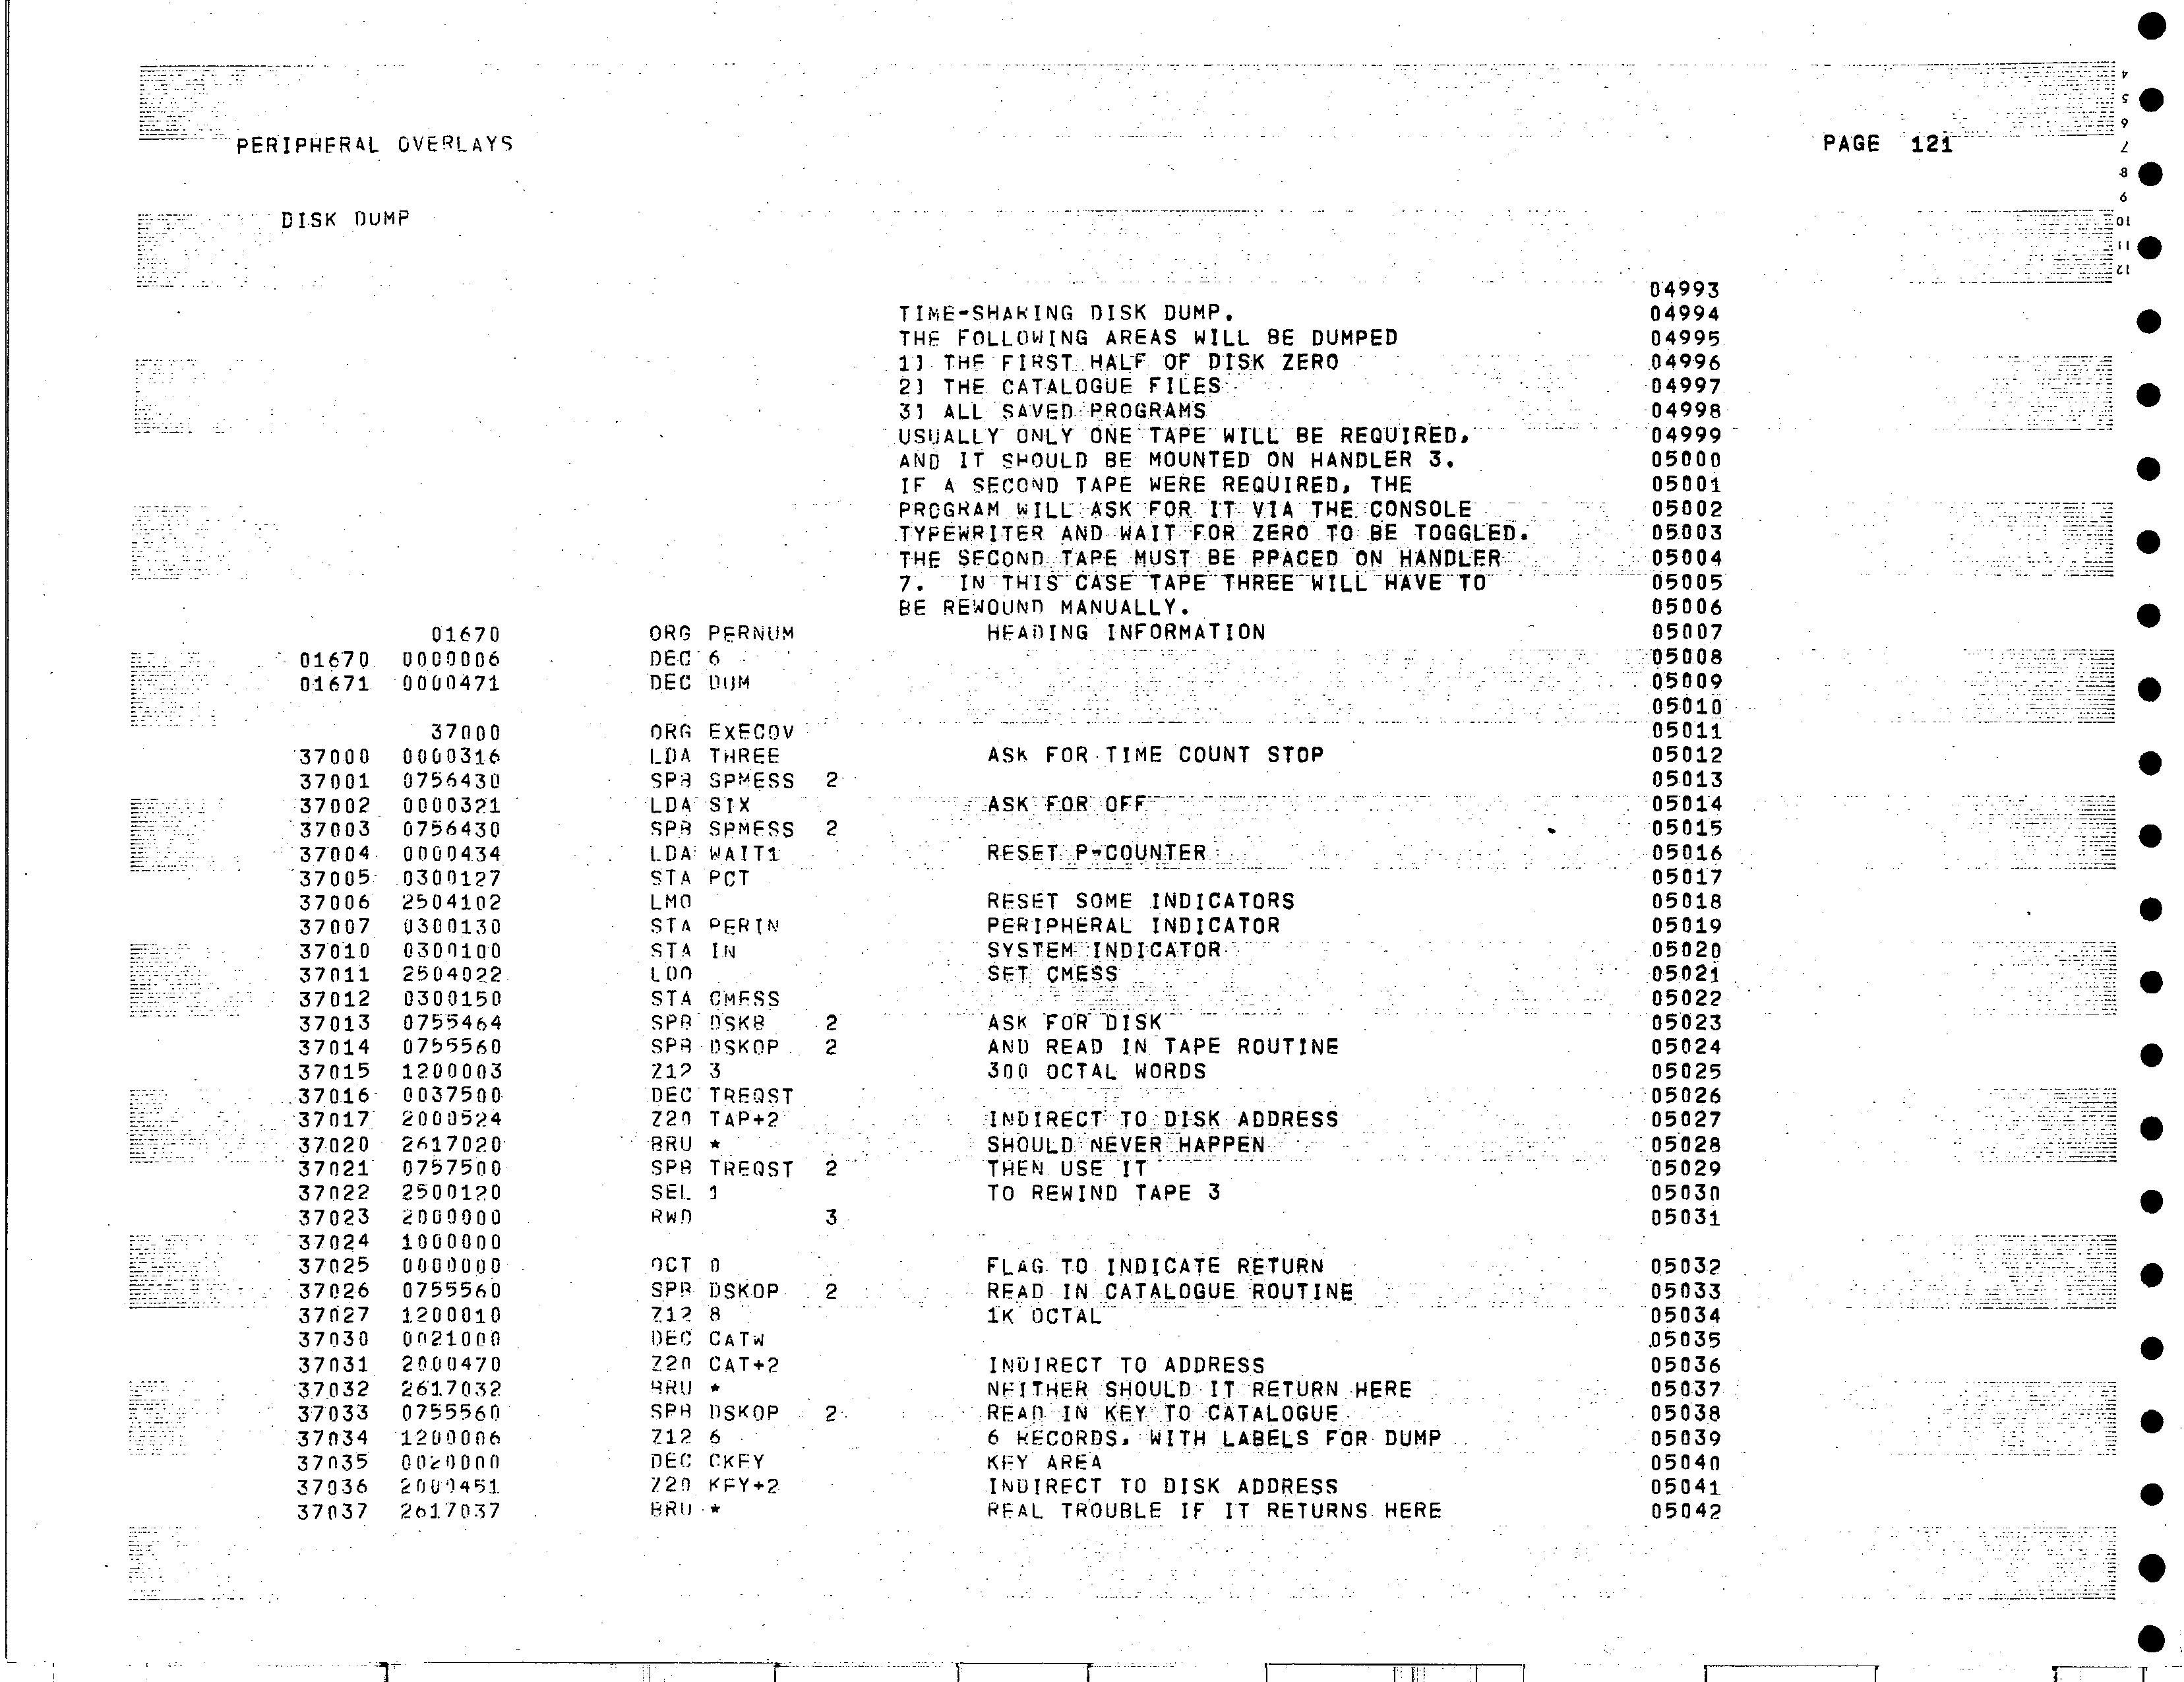 PERIPHERAL OVERLAYS PAGE 121
DISK DUMP
04993
TIME-SHARING DISK DUMP. 04994
THE FOLLOWING AREAS WILL BE DUMPED 04995
1] THE FIRST HALF OF DISK ZERO 04996
2] THE CATALOGUE FILES 04997
3] ALL SAVED PROGRAMS 04998
USUALLY ONLY ONE TAPE WILL BE REQUIRED, 04999
AND IT SHOULD BE MOUNTED ON HANDLER 3. 05000
IF A SECOND TAPE WERE REQUIRED, THE 05001
PROGRAM WILL ASK FOR IT VIA THE CONSOLE 05002
TYPEWRITER AND WAIT FOR ZERO TO BE TOGGLED. 05003
THE SECOND TAPE MUST BE PPACED ON HANDLER 05004
7. IN THIS CASE TAPE THREE WILL HAVE TO 05005
BE REWOUND MANUALLY. 05006
01670 ORG PERNUM HEADING INFORMATION 05007
01670 0000006 DEC 6 05008
01671 0000471 DEC DUM 05009
05010
37000 ORG EXECOV 05011
37000 0000316 LDA THREE ASK FOR TIME COUNT STOP 05012
37001 0756430 SPB SPMESS 2 05013
37002 0000321 LDA SIX ASK FOR OFF 05014
37003 0756430 SPB SPMESS 2 05015
37004 0000434 LDA WAIT1 RESET P-COUNTER 05016
37005 0300127 STA PCT 05017
37006 2504102 LMO RESET SOME INDICATORS 05018
37007 0300130 STA PERIN PERIPHERAL INDICATOR 05019
37010 0300100 STA IN SYSTEM INDICATOR 05020
37011 2504022 LDO SET CMESS 05021
37012 0300150 STA CMESS 05022
37013 0755464 SPB DSKB 2 ASK FOR DISK 05023
37014 0755560 SPB DSKOP 2 AND READ IN TAPE ROUTINE 05024
37015 1200003 Z12 3 300 OCTAL WORDS 05025
37016 0037500 DEC TREQST 05026
37017 2000524 Z20 TAP+2 INDIRECT TO DISK ADDRESS 05027
37020 2617020 BRU * SHOULD NEVER HAPPEN 05028
37021 0757500 SPB TREQST 2 THEN USE IT 05029
37022 2500120 SEL 1 TO REWIND TAPE 3 05030
37023 2000000 RWD 3 05031
37024 1000000
37025 0000000 OCT 0 FLAG TO INDICATE RETURN 05032
37026 0755560 SPB DSKOP 2 READ IN CATALOGUE ROUTINE 05033
37027 1200010 Z12 8 1K OCTAL 05034
37030 0021000 DEC CATW 05035
37031 2000470 Z20 CAT+2 INDIRECT TO ADDRESS 05036
37032 2617032 BRU * NEITHER SHOULD IT RETURN HERE 05037
37033 0755560 SPB DSKOP 2 READ IN KEY TO CATALOGUE 05038
37034 1200006 Z12 6 6 RECORDS, WITH LABELS FOR DUMP 05039
37035 0020000 DEC CKEY KEY AREA 05040
37036 2000451 Z20 KEY+2 INDIRECT TO DISK ADDRESS 05041
37037 2617037 BRU * REAL TROUBLE IF IT RETURNS HERE 05042
4
5
6
7
8
9
10
11
12